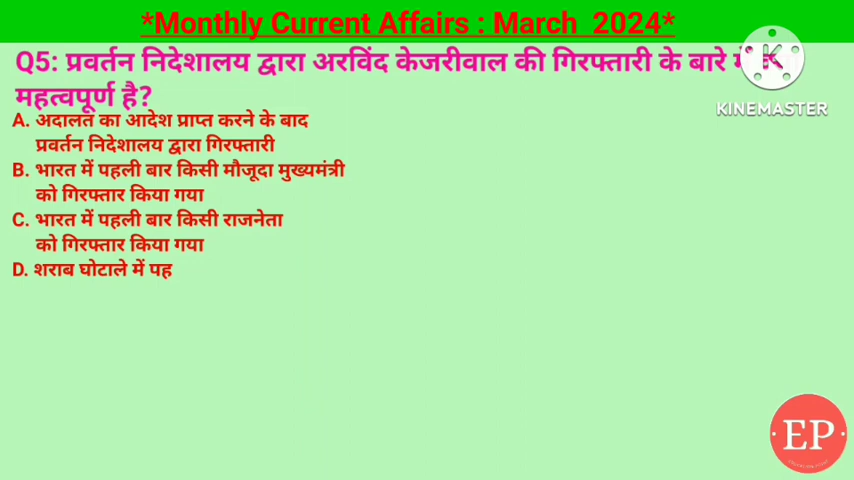 *Monthly Current Affairs : March 2024*
Q5: प्रवर्तन निदेशालय द्वारा अरविंद केजरीवाल की गिरफ्तारी के बारे में
महत्वपूर्ण है?
A. अदालत का आदेश प्राप्त करने के बाद
प्रवर्तन निदेशालय द्वारा गिरफ्तारी
B. भारत में पहली बार किसी मौजूदा मुख्यमंत्री
को गिरफ्तार किया गया
C. भारत में पहली बार किसी राजनेता
को गिरफ्तार किया गया
D. शराब घोटाले में पह
K
KINEMASTER
EP